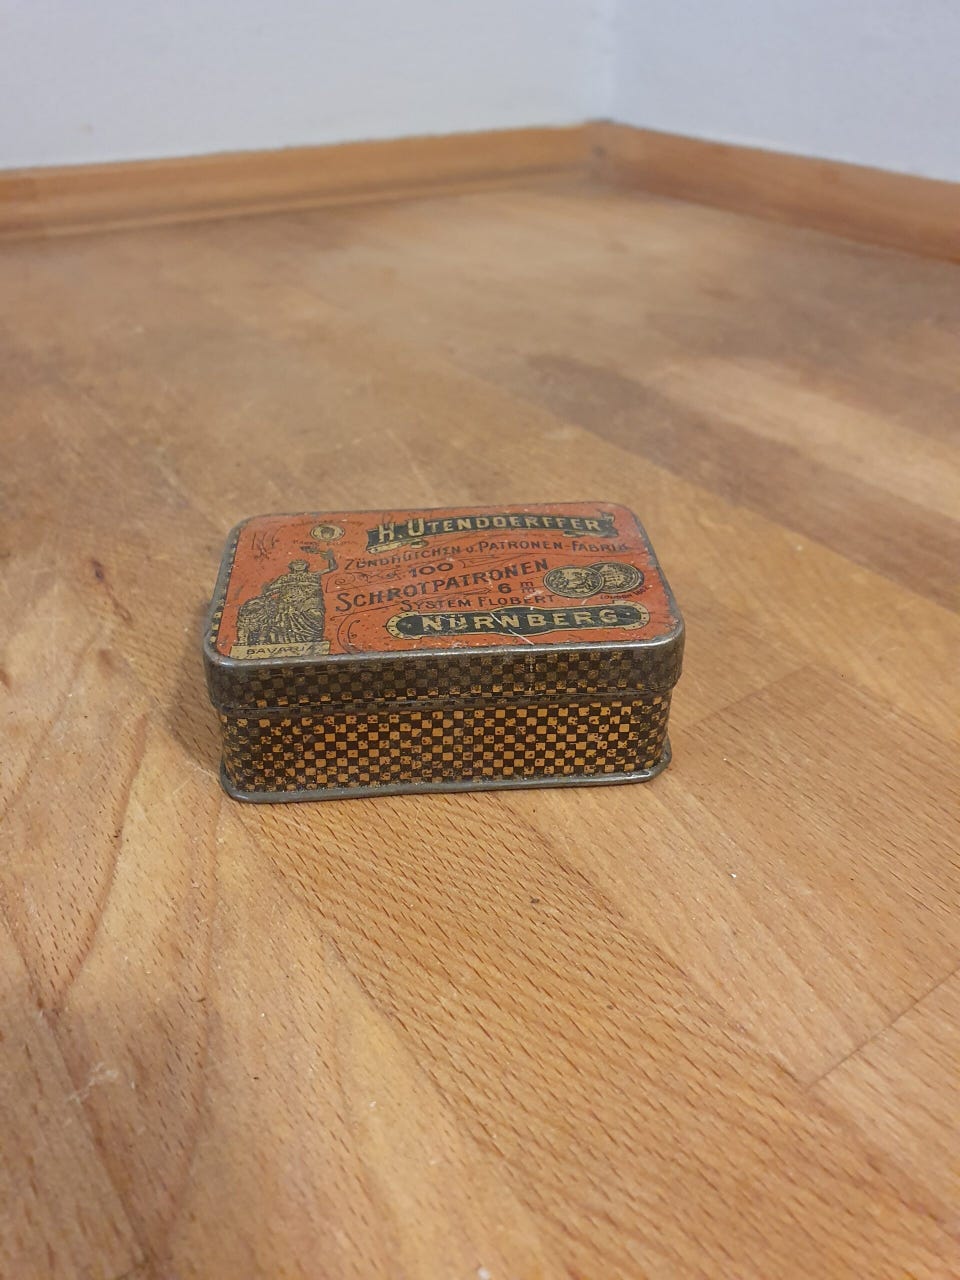 H. UTENDOERFFER
ZÜNDHÜTCHEN U. PATRONEN-FABRIK
100
SCHROTPATRONEN
6 m/m
SYSTEM FLOBERT
NÜRNBERG
BAVARIA